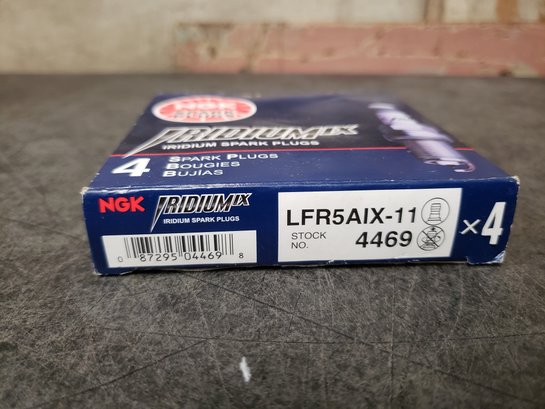 NGK
IRIDIUM IX
IRIDIUM SPARK PLUGS
4 SPARK PLUGS
BOUGIES
BUJÍAS
NGK IRIDIUM IX
IRIDIUM SPARK PLUGS
LFR5AIX-11
STOCK NO. 4469
×4
0 87295 04469 8